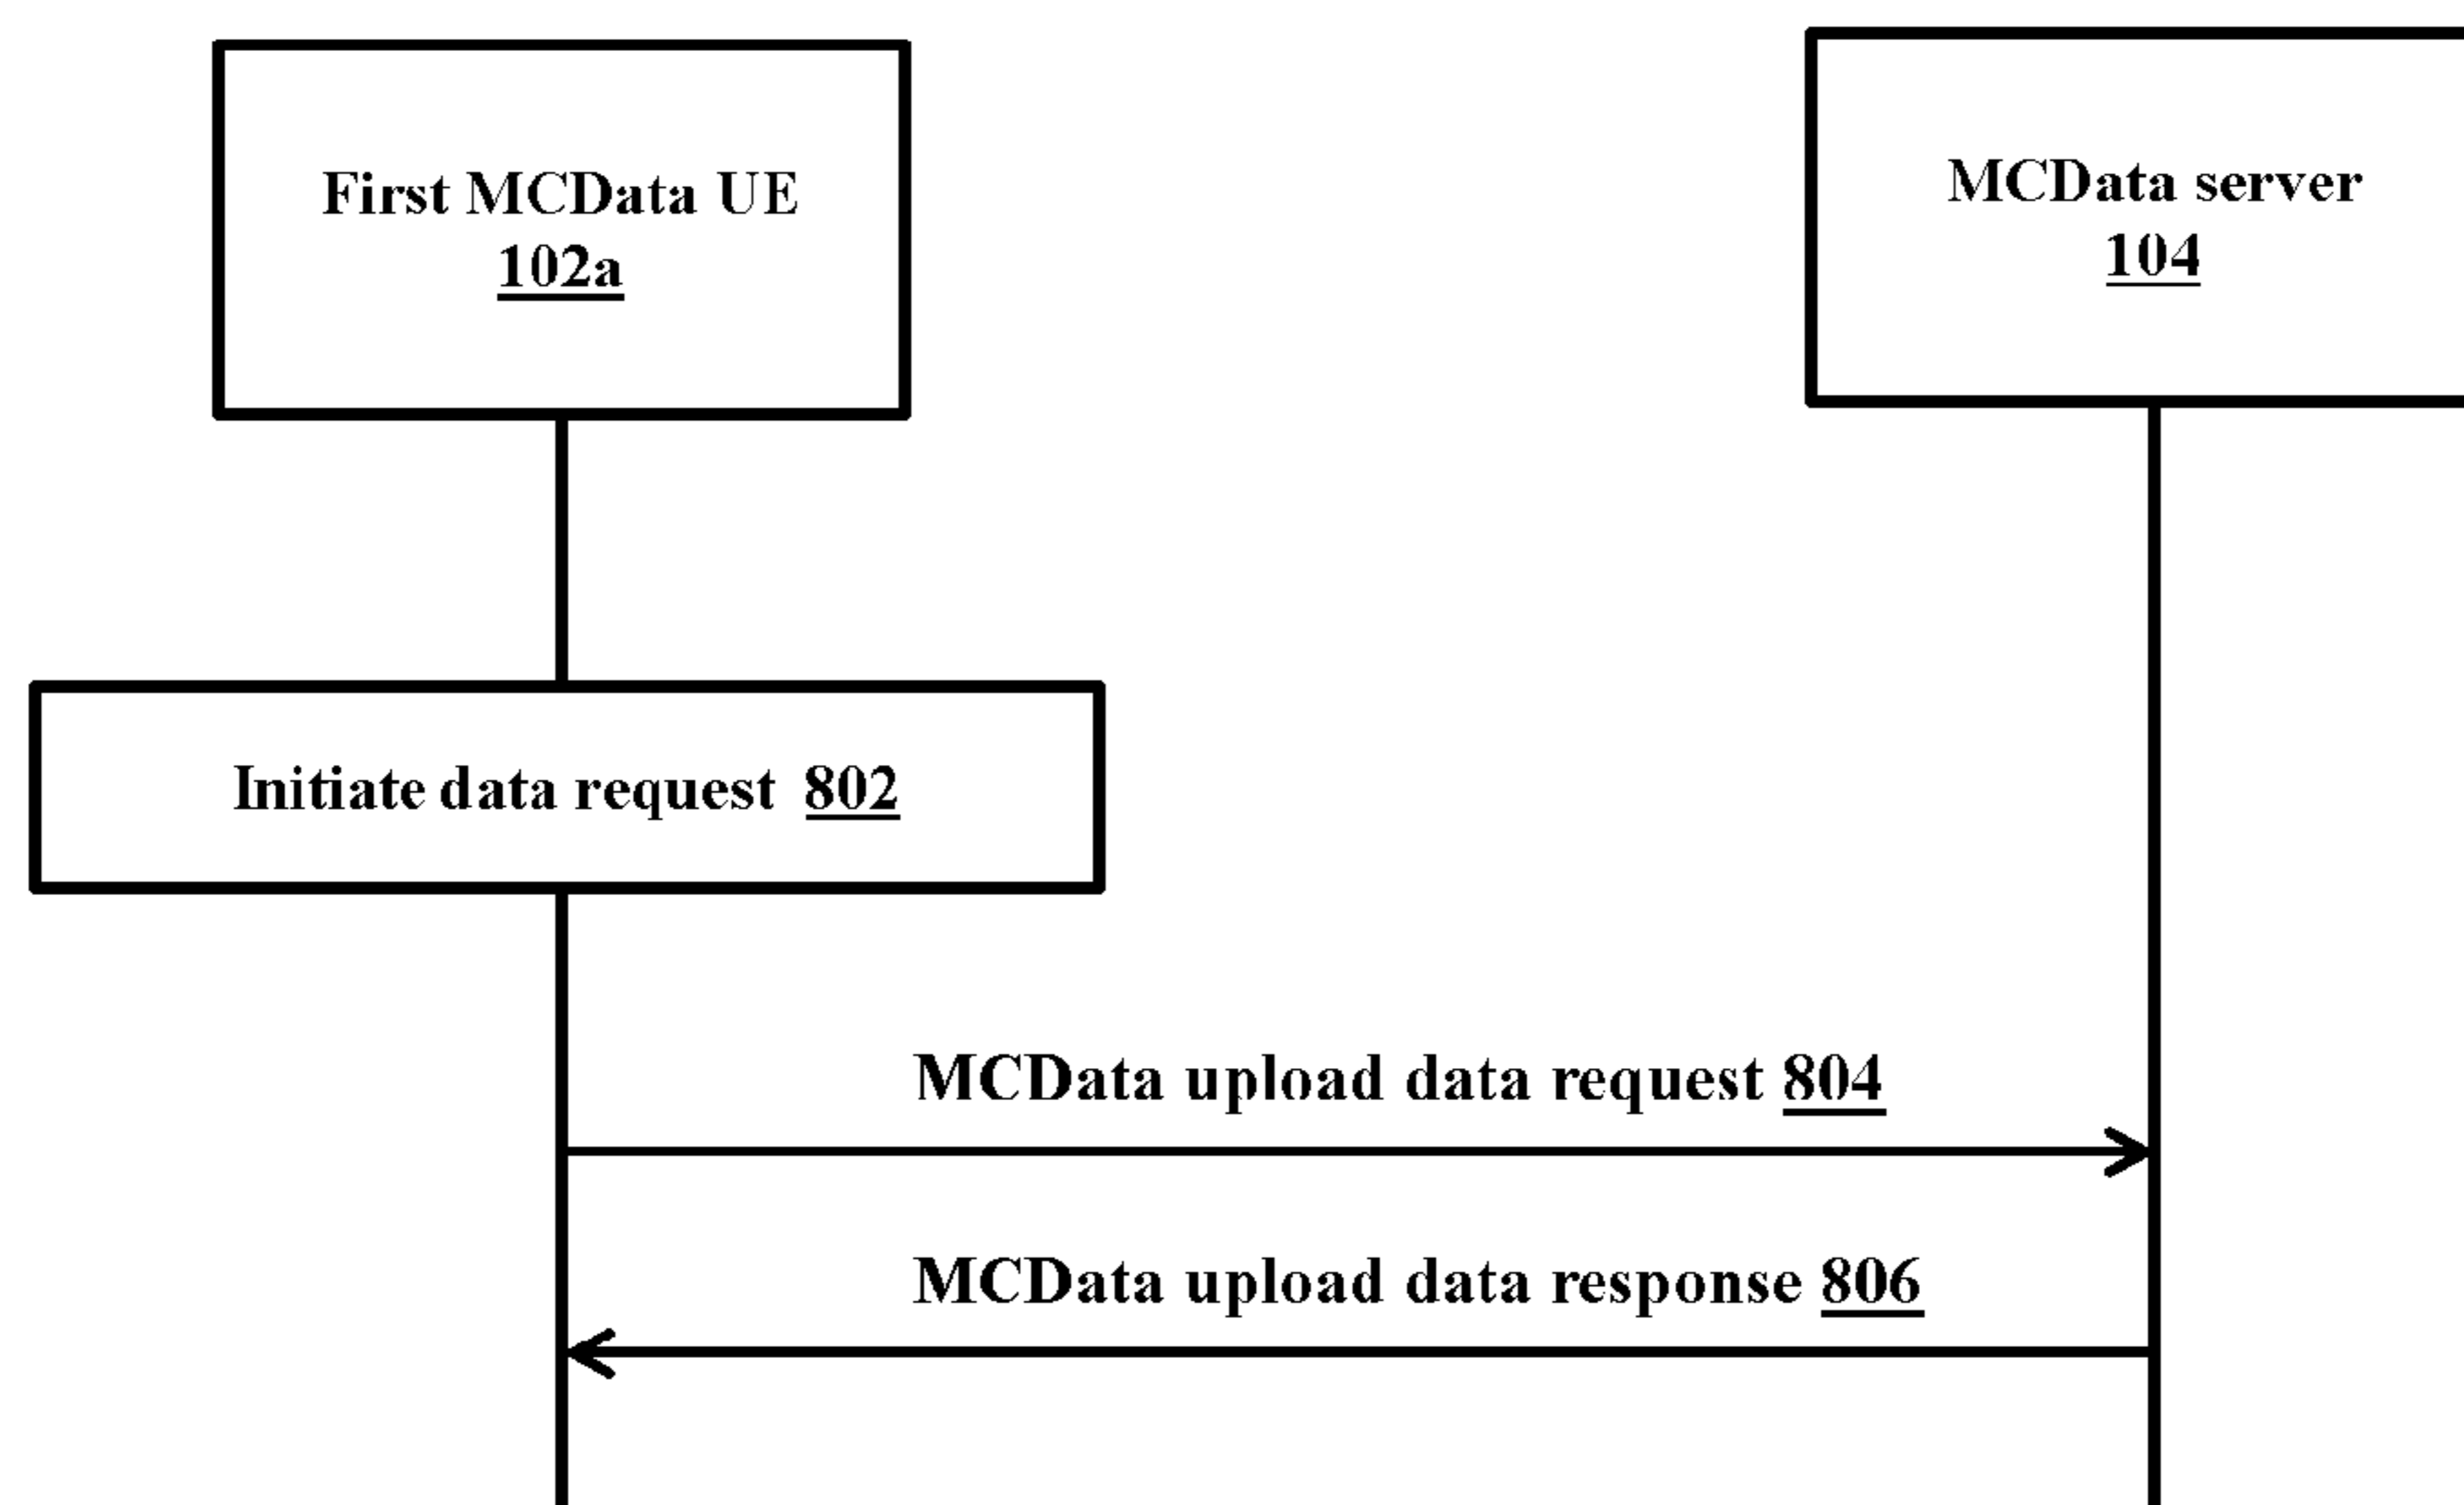 First MCData UE
102a
MCData server
104
Initiate data request 802
MCData upload data request 804
MCData upload data response 806